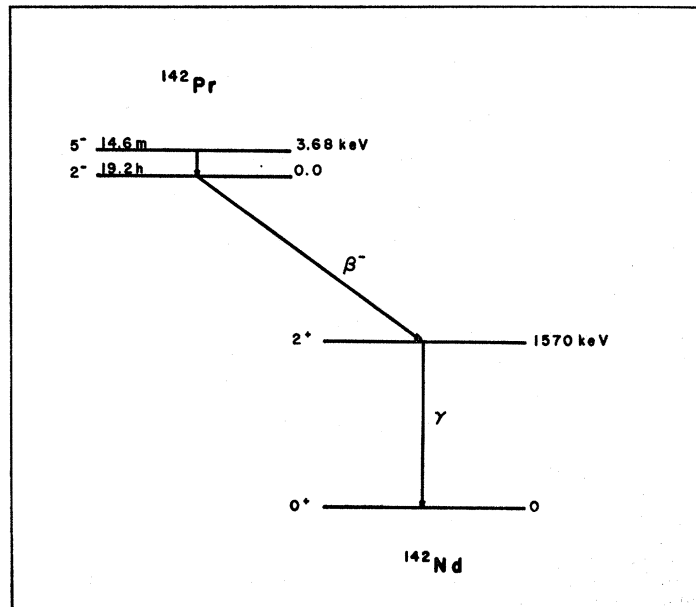 ¹⁴²Pr
5⁻ 14.6m 3.68 keV
2⁻ 19.2h 0.0
β⁻
2⁺ 1570 keV
γ
0⁺ 0
¹⁴²Nd